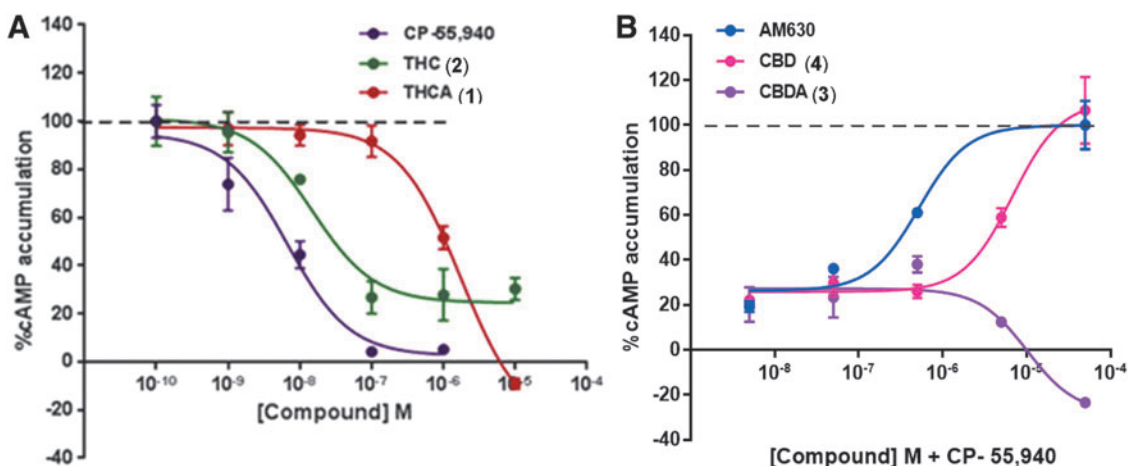 A
CP-55,940
THC (2)
THCA (1)
%cAMP accumulation
140
120
100
80
60
40
20
0
-20
-40
10-10
10-9
10-8
10-7
10-6
10-5
10-4
[Compound] M
B
AM630
CBD (4)
CBDA (3)
%cAMP accumulation
140
120
100
80
60
40
20
0
-20
-40
10-8
10-7
10-6
10-5
10-4
[Compound] M + CP- 55,940